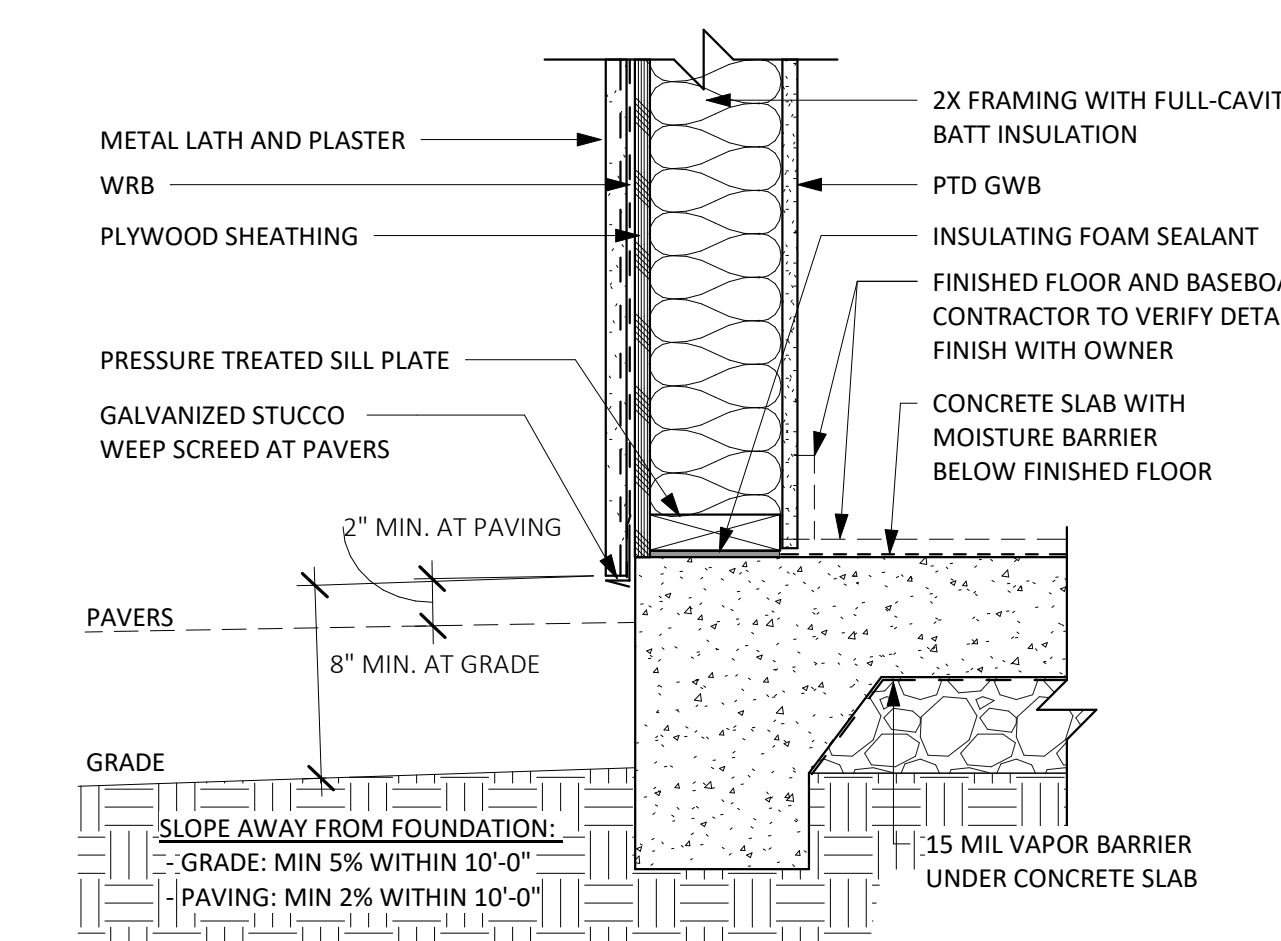 METAL LATH AND PLASTER
WRB
PLYWOOD SHEATHING
PRESSURE TREATED SILL PLATE
GALVANIZED STUCCO
WEEP SCREED AT PAVERS
2" MIN. AT PAVING
PAVERS
8" MIN. AT GRADE
GRADE
SLOPE AWAY FROM FOUNDATION:
- GRADE: MIN 5% WITHIN 10'-0"
- PAVING: MIN 2% WITHIN 10'-0"
2X FRAMING WITH FULL-CAVIT
BATT INSULATION
PTD GWB
INSULATING FOAM SEALANT
FINISHED FLOOR AND BASEBOA
CONTRACTOR TO VERIFY DETA
FINISH WITH OWNER
CONCRETE SLAB WITH
MOISTURE BARRIER
BELOW FINISHED FLOOR
15 MIL VAPOR BARRIER
UNDER CONCRETE SLAB